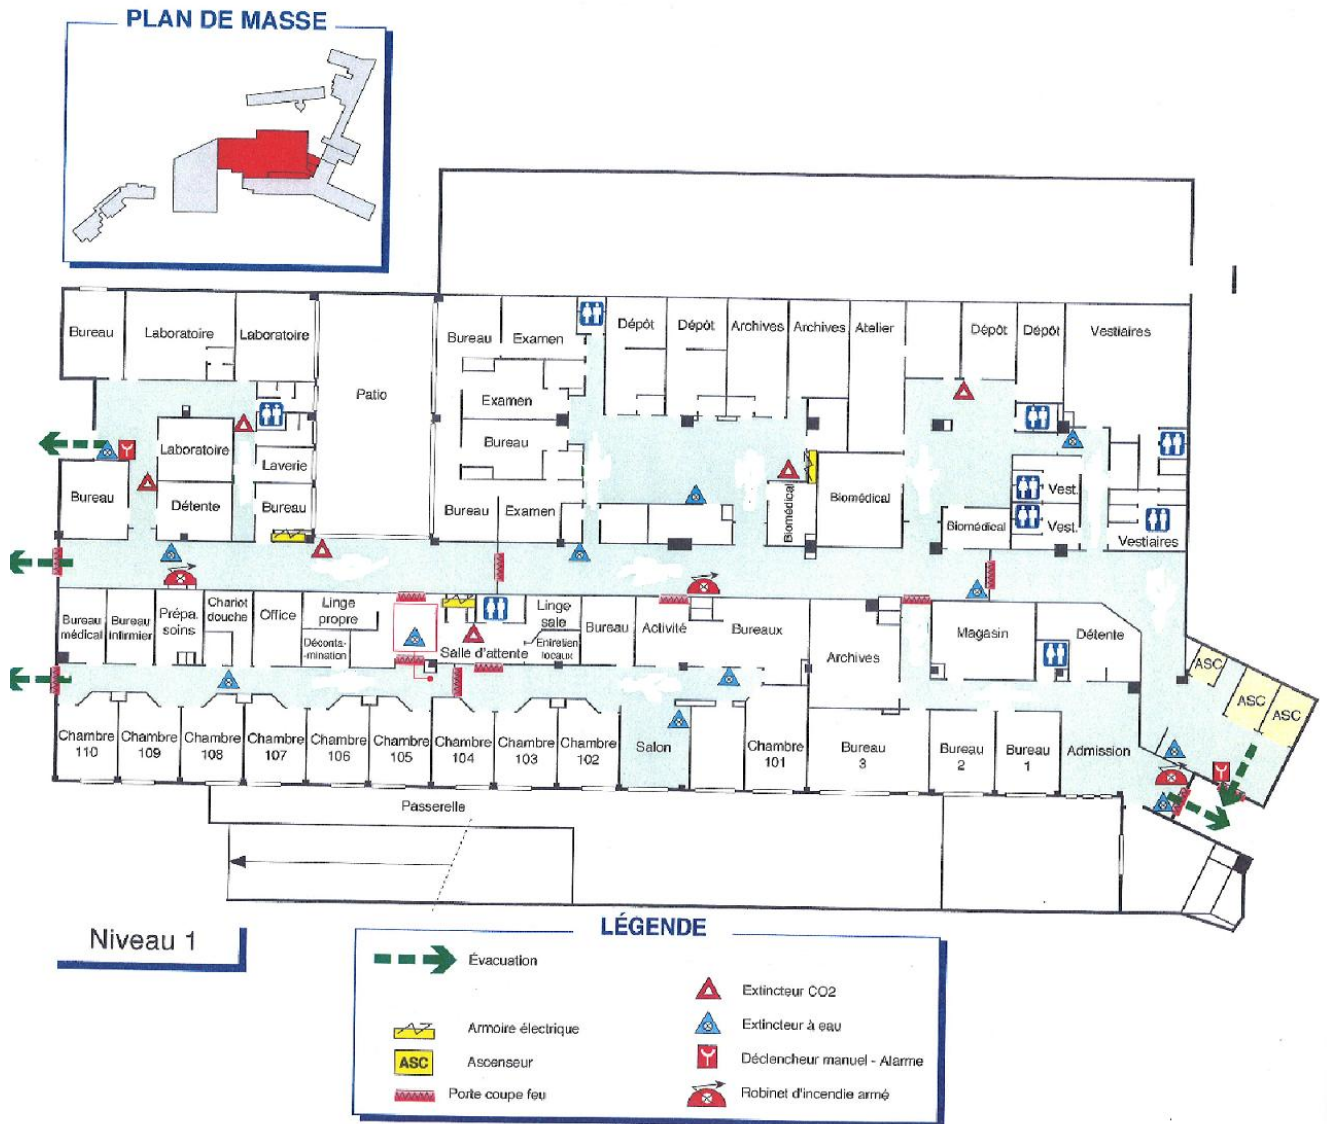 PLAN DE MASSE
Bureau
Laboratoire
Laboratoire
Patio
Bureau
Examen
Dépôt
Dépôt
Archives
Archives
Atelier
Dépôt
Dépôt
Vestiaires
Examen
Bureau
Laboratoire
Laverie
Bureau
Détente
Bureau
Bureau
Examen
Biomédical
Biomédical
Biomédical
Vest.
Vest.
Vestiaires
Bureau
médical
Bureau
infirmier
Prépa.
soins
Chariot
douche
Office
Linge
propre
Déconta-
mination
Salle d'attente
Linge
sale
Entretien
locaux
Bureau
Activité
Bureaux
Archives
Magasin
Détente
ASC
ASC
ASC
Chambre
110
Chambre
109
Chambre
108
Chambre
107
Chambre
106
Chambre
105
Chambre
104
Chambre
103
Chambre
102
Salon
Chambre
101
Bureau
3
Bureau
2
Bureau
1
Admission
Passerelle
Niveau 1
LÉGENDE
Évacuation
Armoire électrique
ASC
Ascenseur
Porte coupe feu
Extincteur CO2
Extincteur à eau
Déclencheur manuel - Alarme
Robinet d'incendie armé